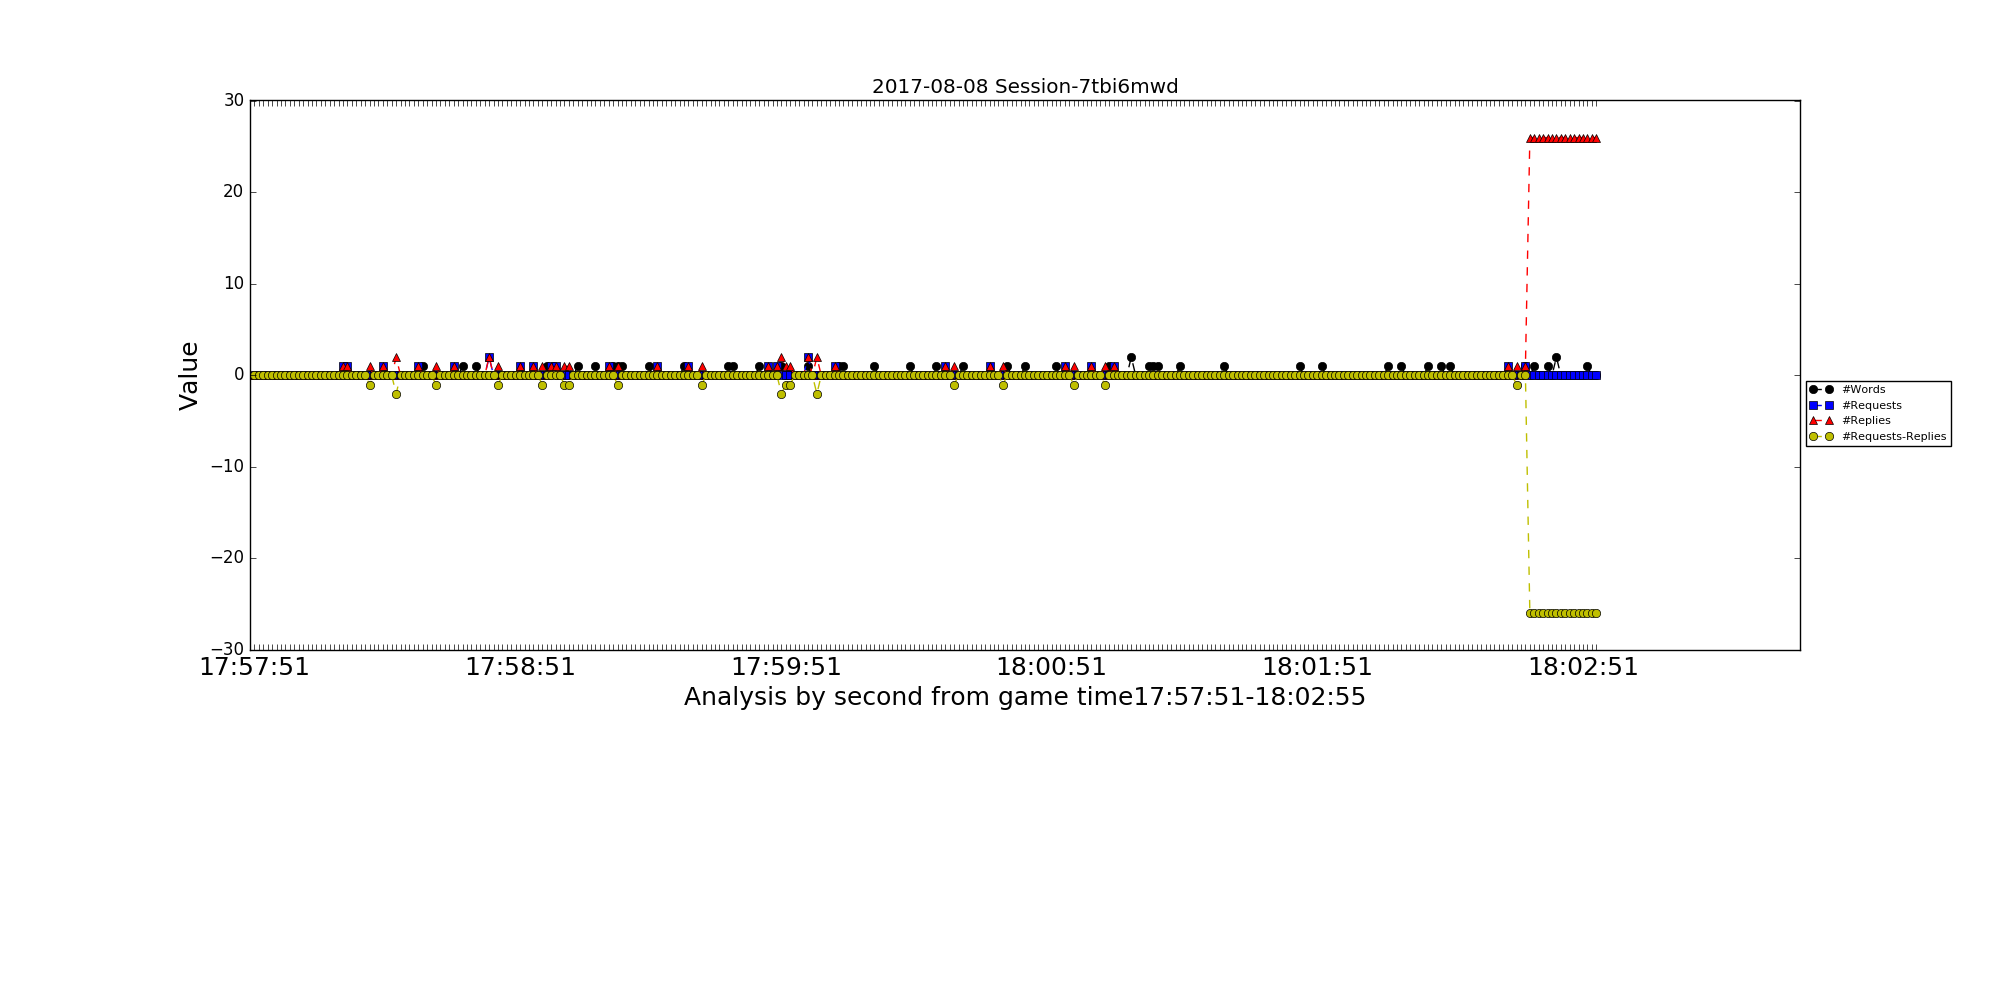 2017-08-08 Session-7tbi6mwd
30
20
10
0
−10
−20
−30
Value
17:57:51 17:58:51 17:59:51 18:00:51 18:01:51 18:02:51
Analysis by second from game time17:57:51-18:02:55
#Words
#Requests
#Replies
#Requests-Replies